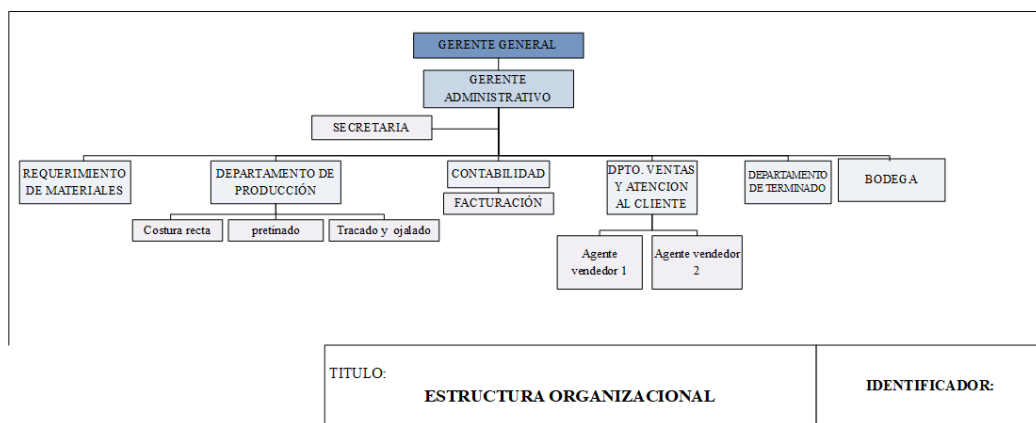 GERENTE GENERAL
GERENTE
ADMINISTRATIVO
SECRETARIA
REQUERIMIENTO
DE MATERIALES
DEPARTAMENTO DE
PRODUCCIÓN
CONTABILIDAD
DPTO. VENTAS
Y ATENCION
AL CLIENTE
DEPARTAMENTO
DE TERMINADO
BODEGA
FACTURACIÓN
Costura recta
pretinado
Tracado y ojalado
Agente
vendedor 1
Agente vendedor
2
TITULO:
ESTRUCTURA ORGANIZACIONAL
IDENTIFICADOR: